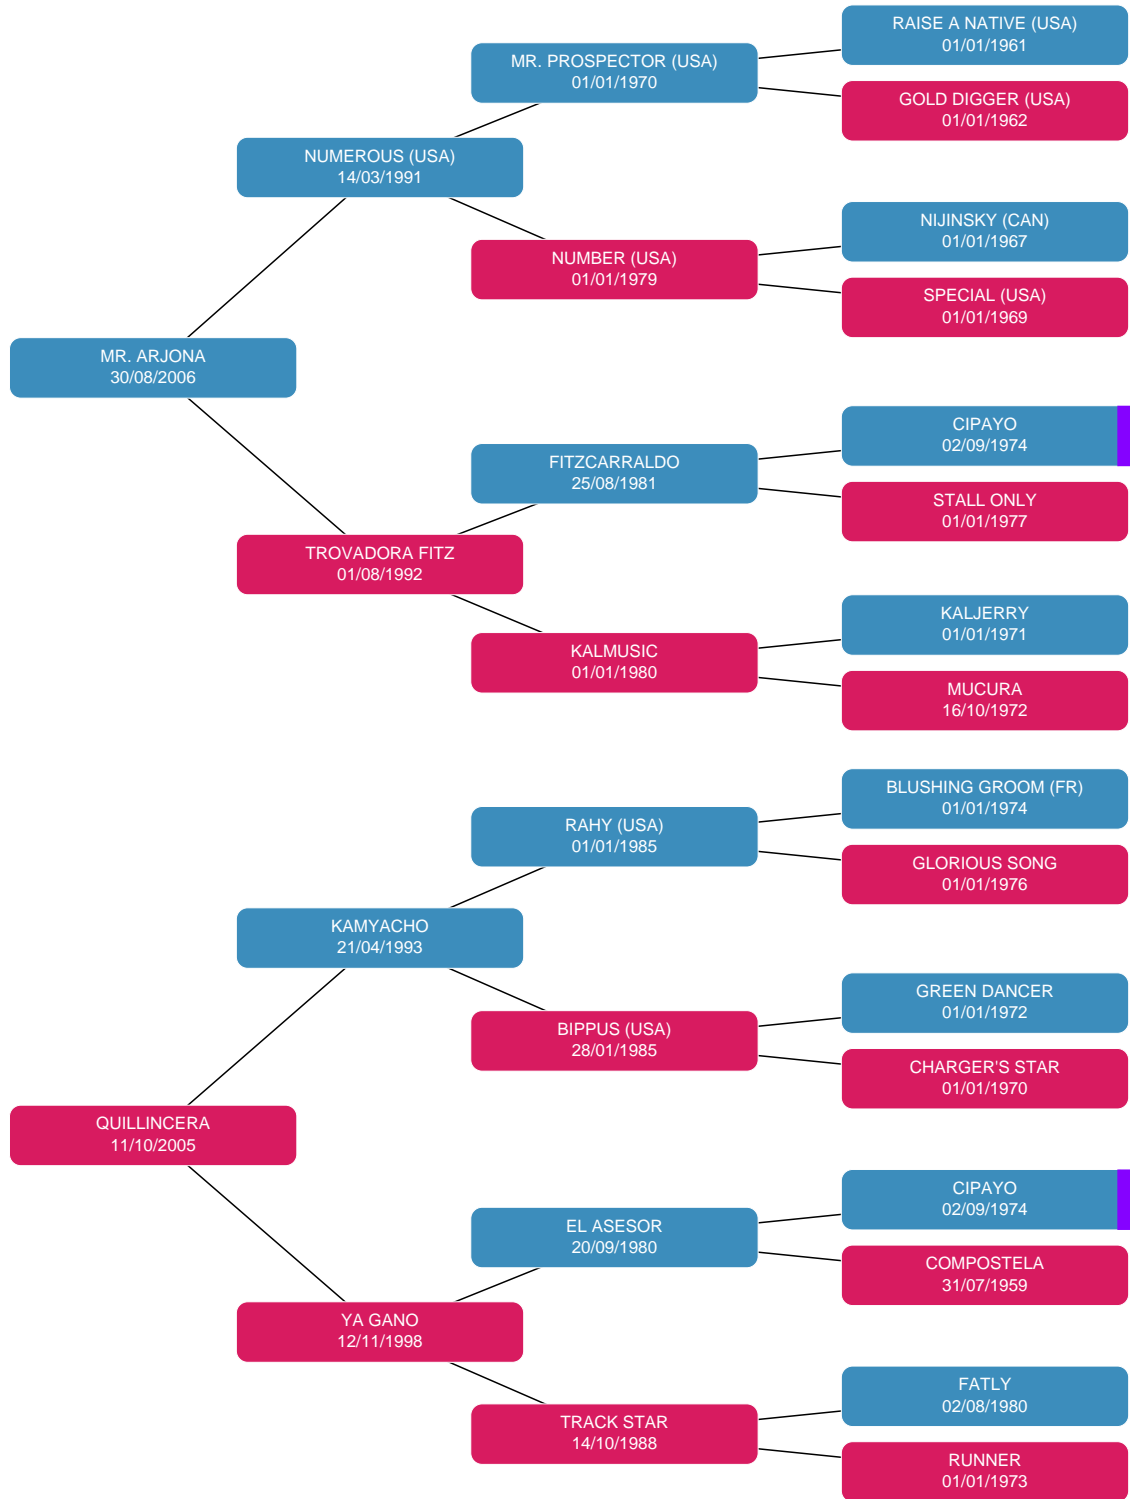 RAISE A NATIVE (USA)
01/01/1961
MR. PROSPECTOR (USA)
01/01/1970
GOLD DIGGER (USA)
01/01/1962
NUMEROUS (USA)
14/03/1991
NIJINSKY (CAN)
01/01/1967
NUMBER (USA)
01/01/1979
SPECIAL (USA)
01/01/1969
MR. ARJONA
30/08/2006
CIPAYO
02/09/1974
FITZCARRALDO
25/08/1981
STALL ONLY
01/01/1977
TROVADORA FITZ
01/08/1992
KALJERRY
01/01/1971
KALMUSIC
01/01/1980
MUCURA
16/10/1972
BLUSHING GROOM (FR)
01/01/1974
RAHY (USA)
01/01/1985
GLORIOUS SONG
01/01/1976
KAMYACHO
21/04/1993
GREEN DANCER
01/01/1972
BIPPUS (USA)
28/01/1985
CHARGER'S STAR
01/01/1970
QUILLINCERA
11/10/2005
CIPAYO
02/09/1974
EL ASESOR
20/09/1980
COMPOSTELA
31/07/1959
YA GANO
12/11/1998
FATLY
02/08/1980
TRACK STAR
14/10/1988
RUNNER
01/01/1973